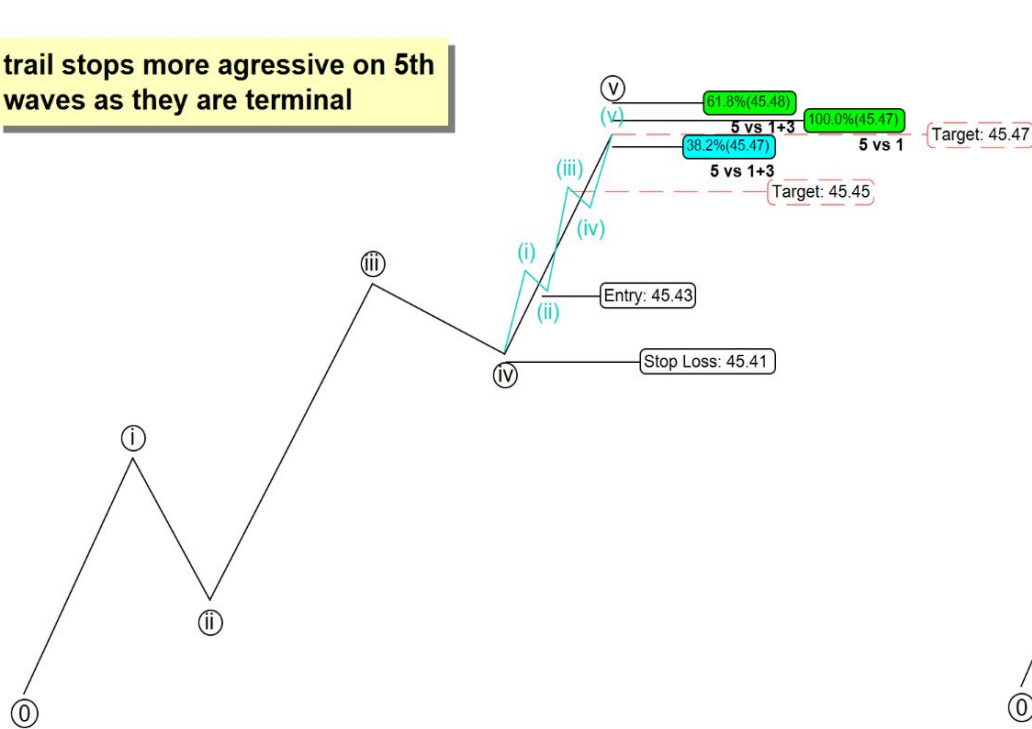 trail stops more agressive on 5th
waves as they are terminal
v
(v)
61.8%(45.48)
5 vs 1+3
100.0%(45.47)
5 vs 1
Target: 45.47
38.2%(45.47)
5 vs 1+3
(iii)
Target: 45.45
(iv)
iii
(i)
Entry: 45.43
(ii)
Stop Loss: 45.41
iv
i
ii
0
0